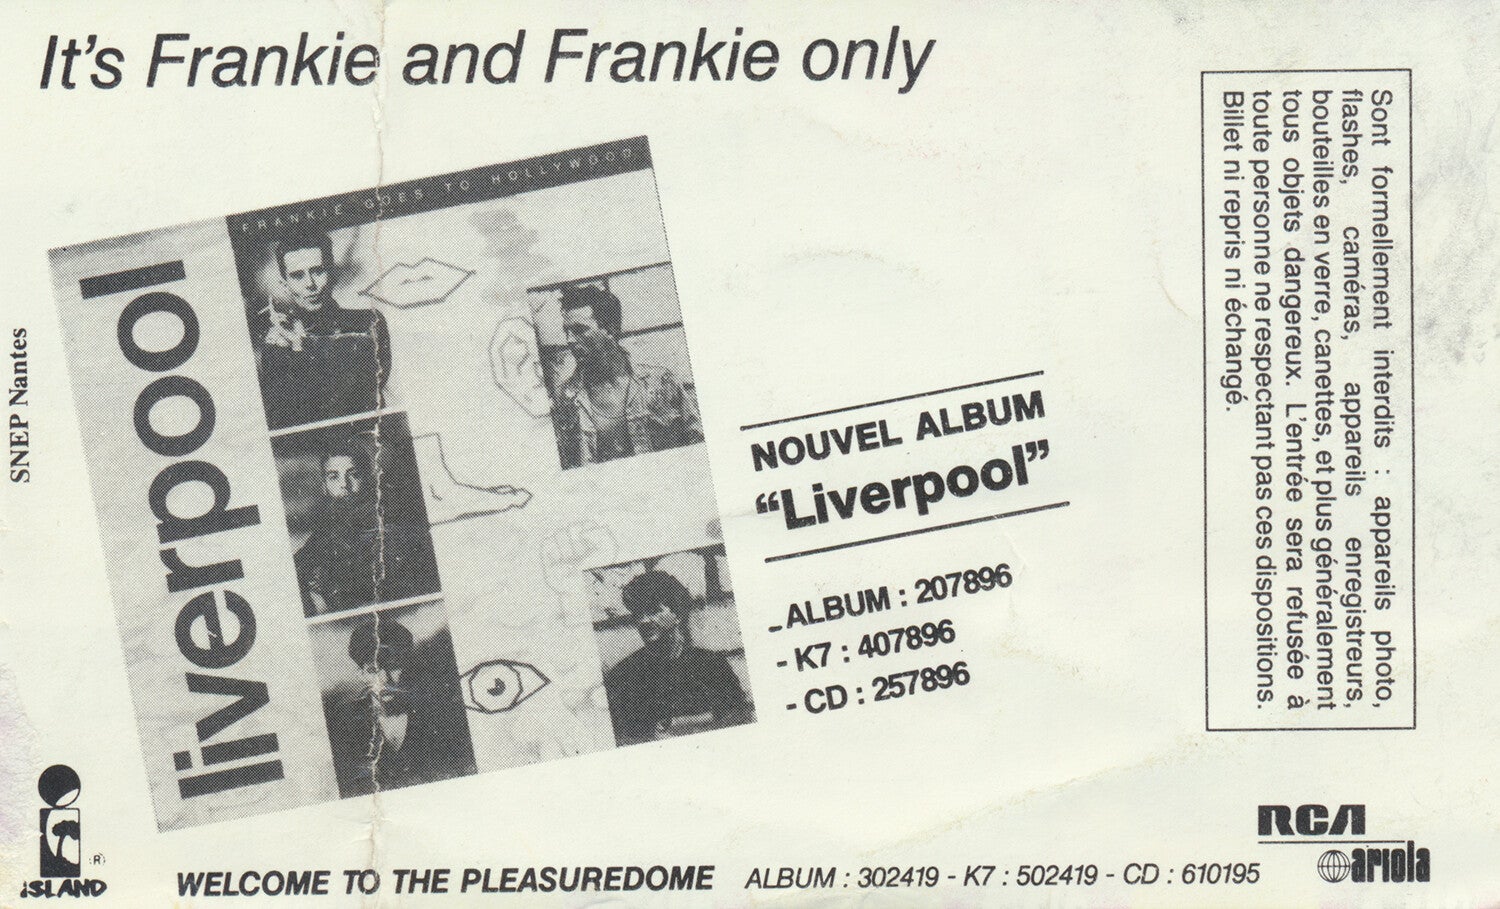 It's Frankie and Frankie only
FRANKIE GOES TO HOLLYWOOD
liverpool
NOUVEL ALBUM
“Liverpool”
- ALBUM : 207896
- K7 : 407896
- CD : 257896
Sont formellement interdits : appareils photo,
flashes, caméras, appareils enregistreurs,
bouteilles en verre, canettes, et plus généralement
tous objets dangereux. L'entrée sera refusée à
toute personne ne respectant pas ces dispositions.
Billet ni repris ni échangé.
SNEP Nantes
ISLAND
®
WELCOME TO THE PLEASUREDOME ALBUM : 302419 - K7 : 502419 - CD : 610195
RCA
ariola